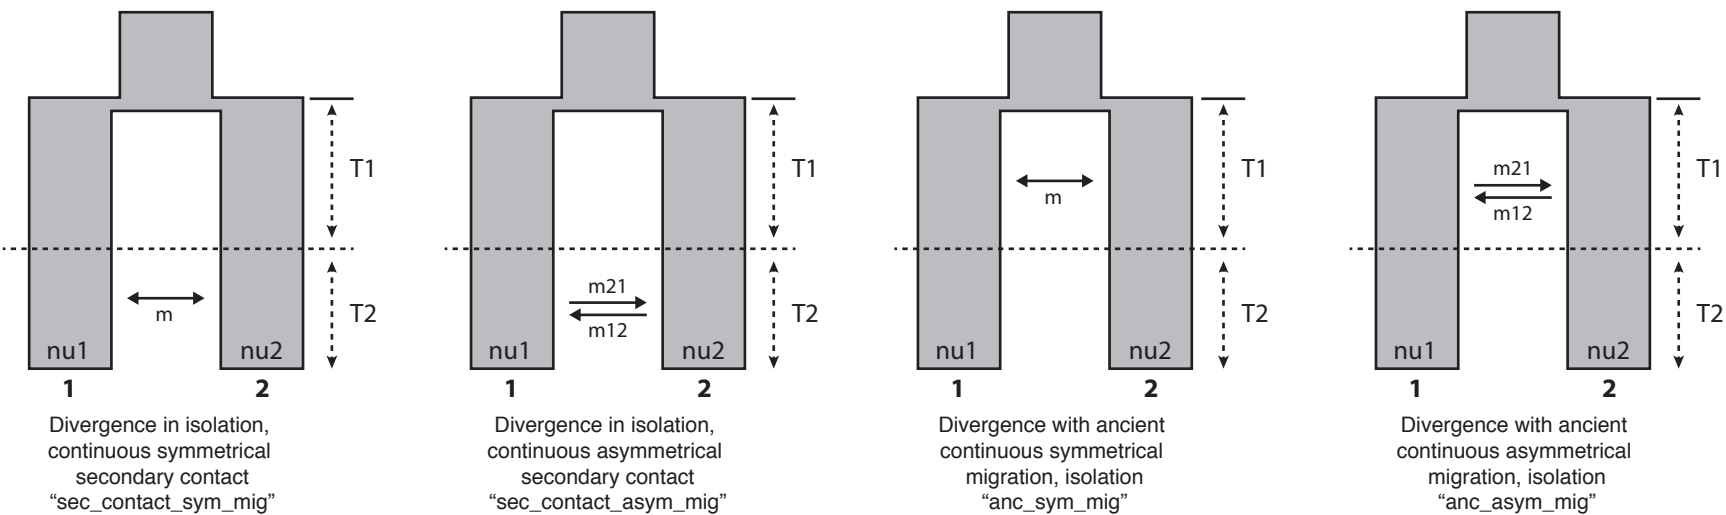 T1
m
T2
nu1
nu2
1
2
Divergence in isolation,
continuous symmetrical
secondary contact
“sec_contact_sym_mig”
T1
m21
m12
T2
nu1
nu2
1
2
Divergence in isolation,
continuous asymmetrical
secondary contact
“sec_contact_asym_mig”
T1
m
T2
nu1
nu2
1
2
Divergence with ancient
continuous symmetrical
migration, isolation
“anc_sym_mig”
T1
m21
m12
T2
nu1
nu2
1
2
Divergence with ancient
continuous asymmetrical
migration, isolation
“anc_asym_mig”